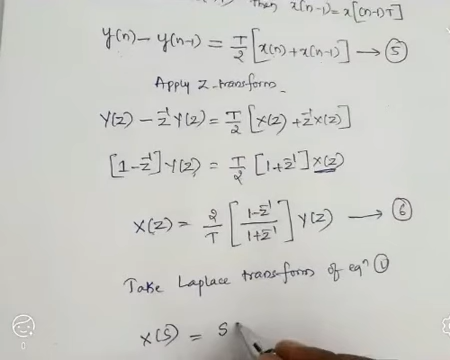 then x(n-1)=x[(n-1)T]
y(n)-y(n-1) = T/2 [x(n)+x(n-1)] → ⑤
Apply Z-transform.
Y(z) - z⁻¹Y(z) = T/2 [X(z)+z⁻¹X(z)]
[1-z⁻¹]Y(z) = T/2 [1+z⁻¹]X(z)
X(z) = 2/T [1-z⁻¹/1+z⁻¹] Y(z) → ⑥
Take Laplace transform of eqⁿ ①
X(S) = S
0